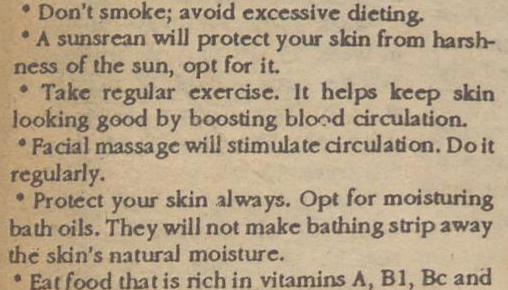 * Don't smoke; avoid excessive dieting.
* A sunsrean will protect your skin from harsh-
ness of the sun, opt for it.
* Take regular exercise. It helps keep skin
looking good by boosting blood circulation.
* Facial massage will stimulate circulation. Do it
regularly.
* Protect your skin always. Opt for moisturing
bath oils. They will not make bathing strip away
the skin's natural moisture.
* Eat food that is rich in vitamins A, B1, Bc and